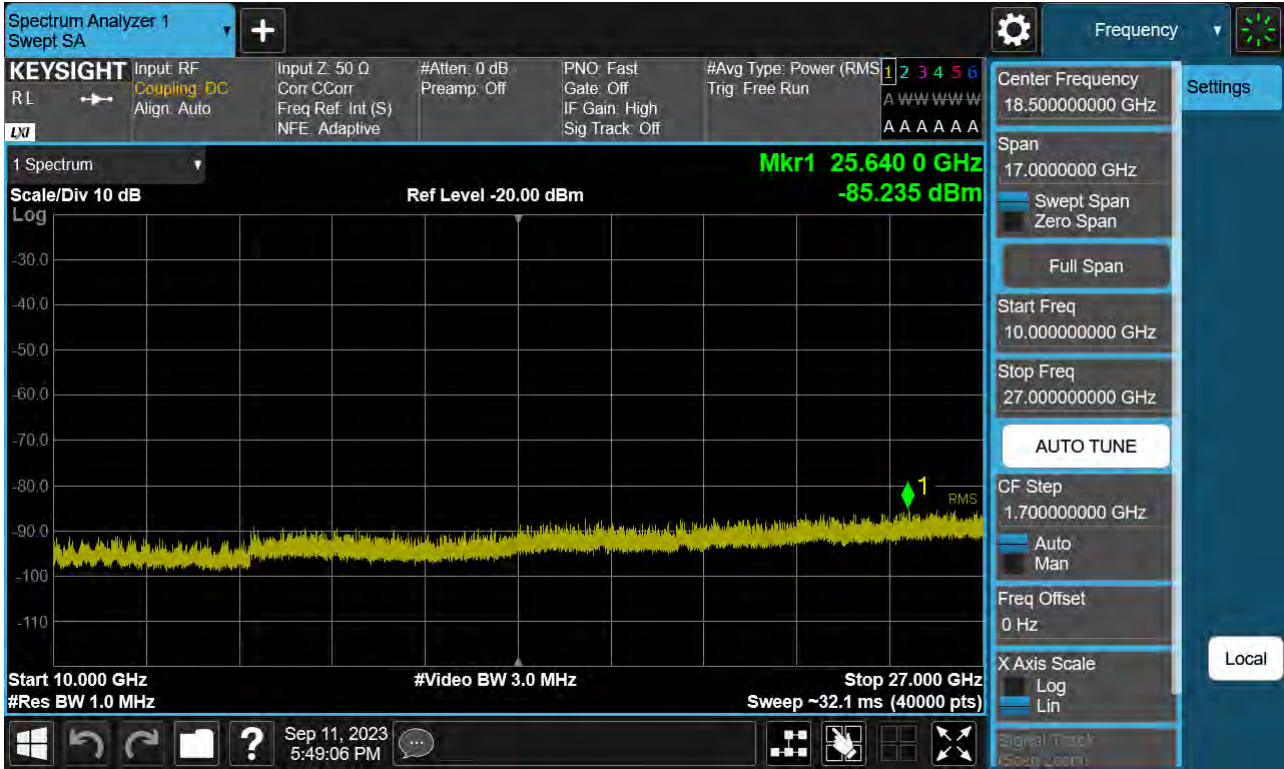 Spectrum Analyzer 1
Swept SA
+
Frequency
KEYSIGHT
R L
LXI
Input: RF
Coupling: DC
Align: Auto
Input Z: 50 Ω
Corr CCorr
Freq Ref: Int (S)
NFE: Adaptive
#Atten: 0 dB
Preamp: Off
PNO: Fast
Gate: Off
IF Gain: High
Sig Track: Off
#Avg Type: Power (RMS
Trig: Free Run
1 2 3 4 5 6
A W W W W W
A A A A A A
1 Spectrum
Scale/Div 10 dB
Ref Level -20.00 dBm
Mkr1 25.640 0 GHz
-85.235 dBm
Log
-30.0
-40.0
-50.0
-60.0
-70.0
-80.0
-90.0
-100
-110
1
RMS
Start 10.000 GHz
#Video BW 3.0 MHz
Stop 27.000 GHz
#Res BW 1.0 MHz
Sweep ~32.1 ms (40000 pts)
Center Frequency
18.500000000 GHz
Settings
Span
17.0000000 GHz
Swept Span
Zero Span
Full Span
Start Freq
10.000000000 GHz
Stop Freq
27.000000000 GHz
AUTO TUNE
CF Step
1.700000000 GHz
Auto
Man
Freq Offset
0 Hz
X Axis Scale
Log
Lin
Local
Signal Track
(Span Zoom)
?
Sep 11, 2023
5:49:06 PM